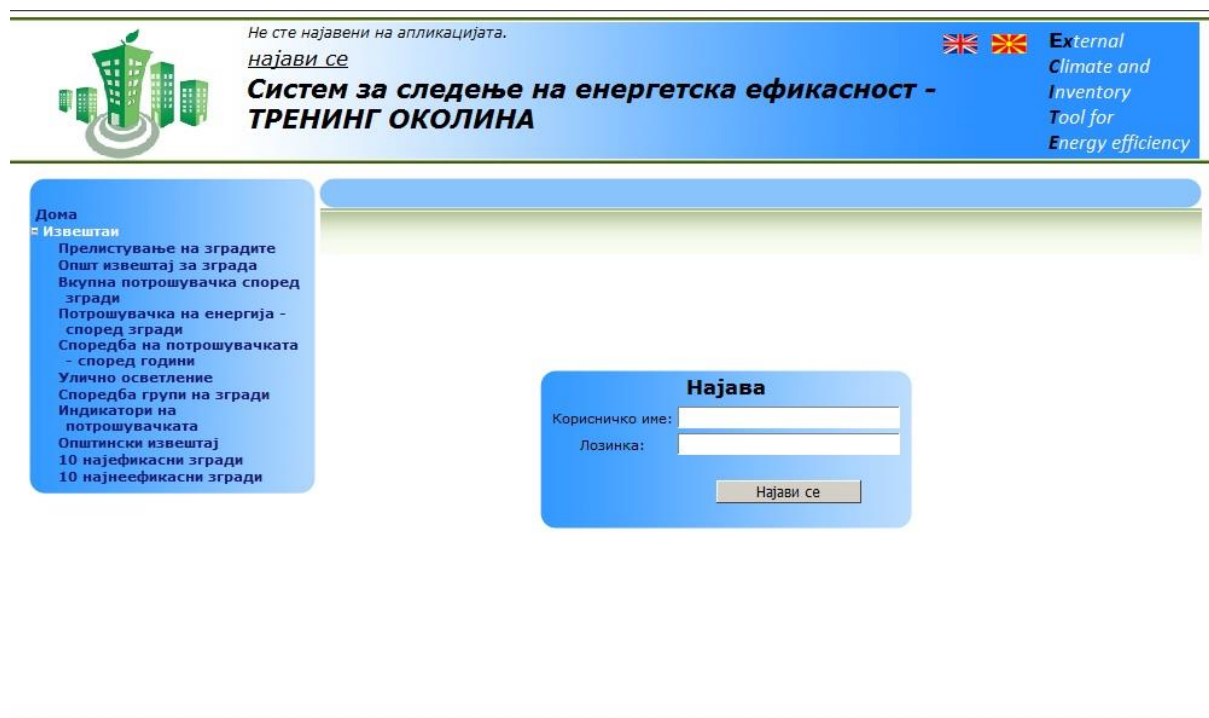 Не сте најавени на апликацијата.
најави се
Систем за следење на енергетска ефикасност -
ТРЕНИНГ ОКОЛИНА
External
Climate and
Inventory
Tool for
Energy efficiency
Дома
Извештаи
Прелистување на зградите
Општ извештај за зграда
Вкупна потрошувачка според
згради
Потрошувачка на енергија -
според згради
Споредба на потрошувачката
- според години
Улично осветление
Споредба групи на згради
Индикатори на
потрошувачката
Општински извештај
10 најефикасни згради
10 најнеефикасни згради
Најава
Корисничко име:
Лозинка:
Најави се